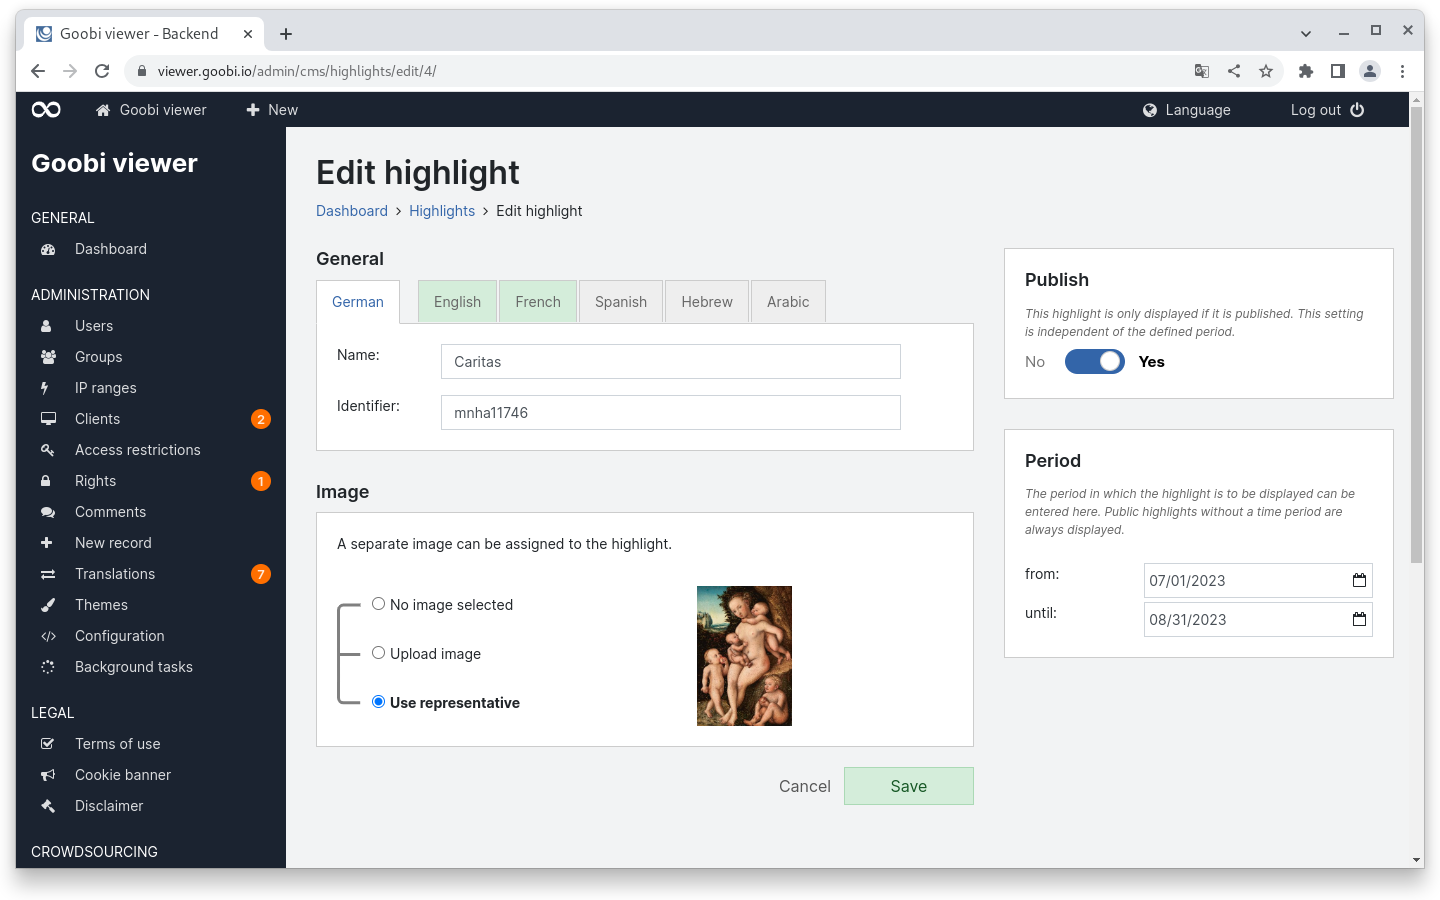 Goobi viewer - Backend
viewer.goobi.io/admin/cms/highlights/edit/4/
Goobi viewer
New
Language
Log out
Goobi viewer
GENERAL
Dashboard
ADMINISTRATION
Users
Groups
IP ranges
Clients 2
Access restrictions
Rights 1
Comments
New record
Translations 7
Themes
Configuration
Background tasks
LEGAL
Terms of use
Cookie banner
Disclaimer
CROWDSOURCING
Edit highlight
Dashboard > Highlights > Edit highlight
General
German English French Spanish Hebrew Arabic
Name: Caritas
Identifier: mnha11746
Image
A separate image can be assigned to the highlight.
No image selected
Upload image
Use representative
Cancel Save
Publish
This highlight is only displayed if it is published. This setting
is independent of the defined period.
No Yes
Period
The period in which the highlight is to be displayed can be
entered here. Public highlights without a time period are
always displayed.
from: 07/01/2023
until: 08/31/2023